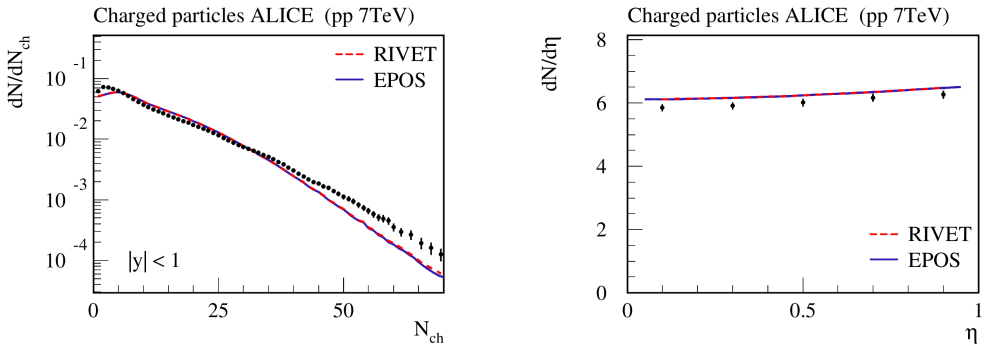 Charged particles ALICE (pp 7TeV)
dN/dN_ch
RIVET
EPOS
10^-1
10^-2
10^-3
10^-4
|y| < 1
0
25
50
N_ch
Charged particles ALICE (pp 7TeV)
dN/dη
8
6
4
2
0
RIVET
EPOS
0
0.5
1
η